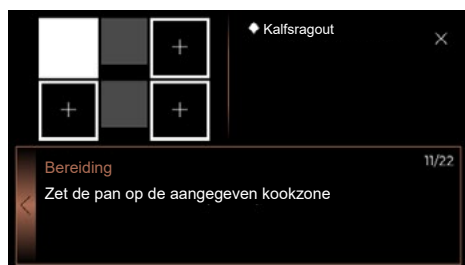 Kalfsragout
Bereiding
11/22
Zet de pan op de aangegeven kookzone